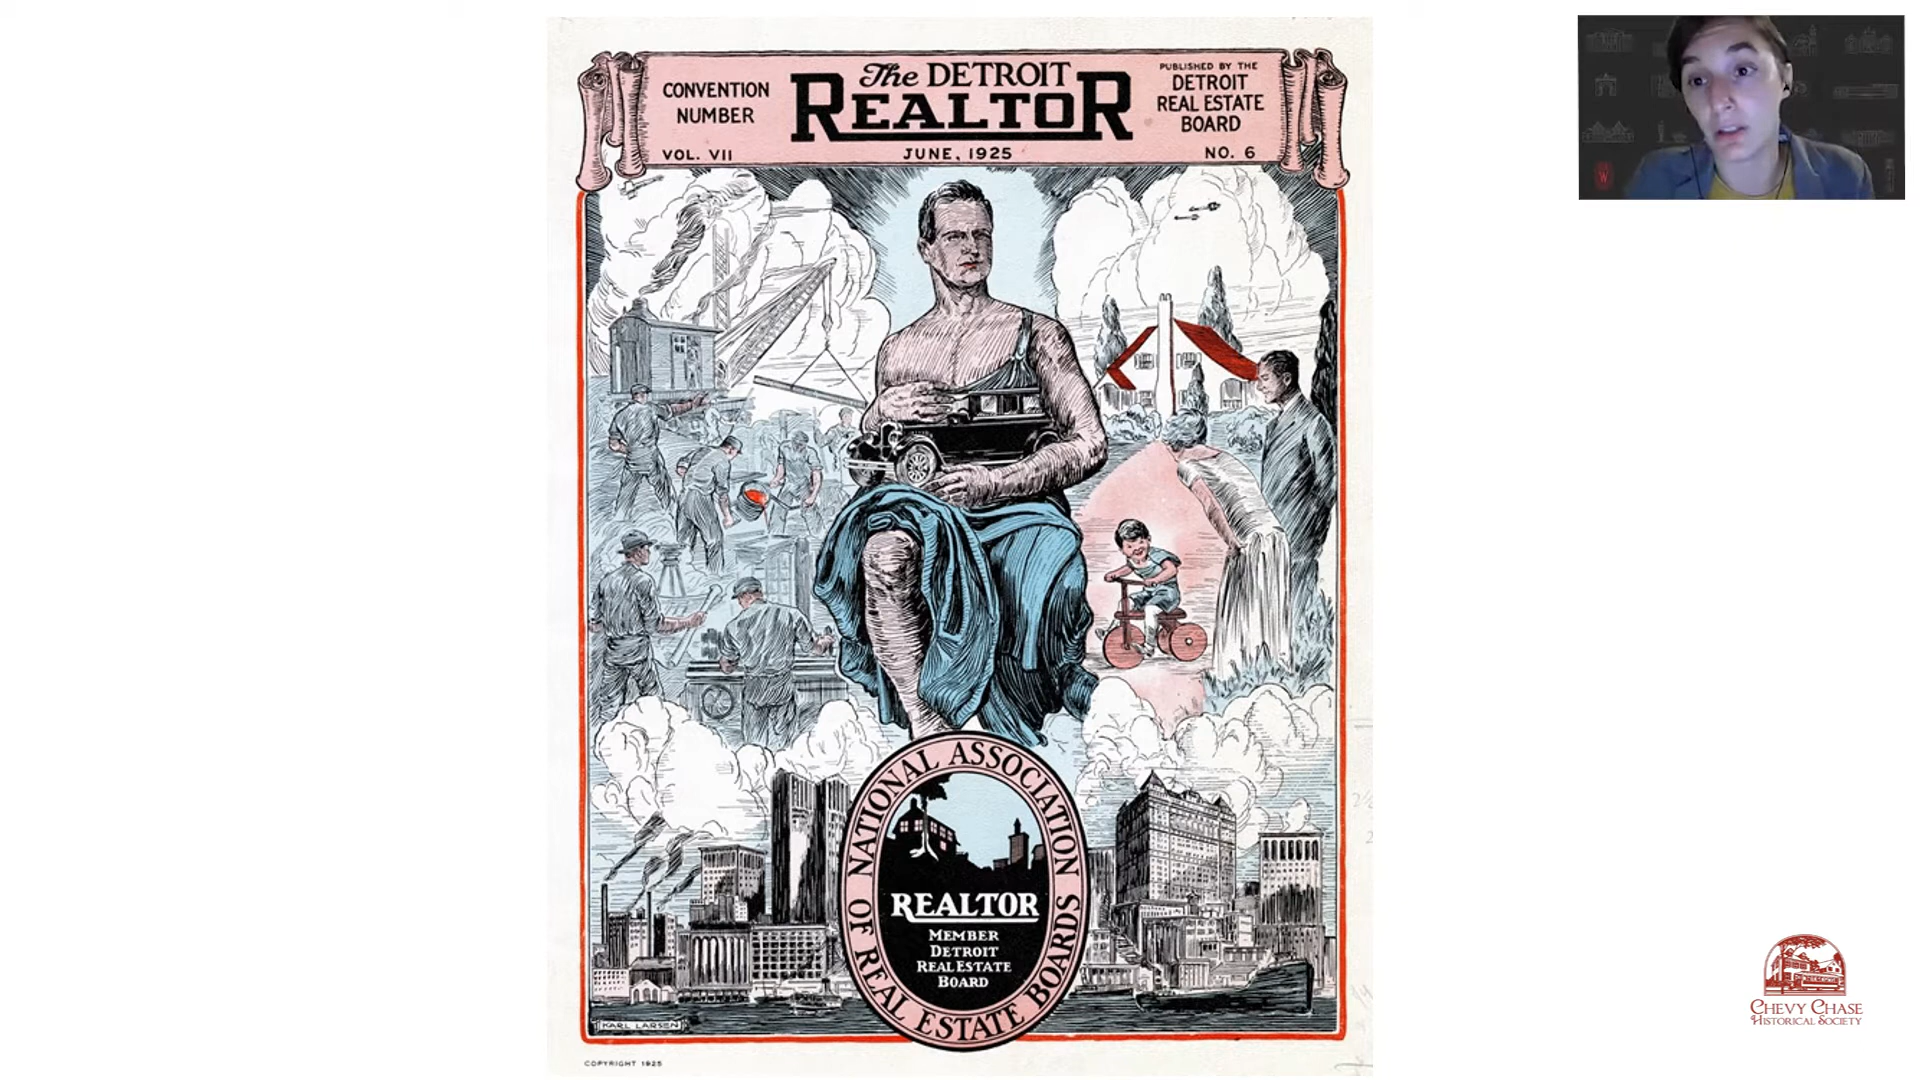 CONVENTION
NUMBER
The DETROIT
REALTOR
PUBLISHED BY THE
DETROIT
REAL ESTATE
BOARD
VOL. VII
JUNE, 1925
NO. 6
NATIONAL ASSOCIATION
OF REAL ESTATE BOARDS
REALTOR
MEMBER
DETROIT
REAL ESTATE
BOARD
KARL LARSEN
COPYRIGHT 1925
W
CHEVY CHASE
HISTORICAL SOCIETY